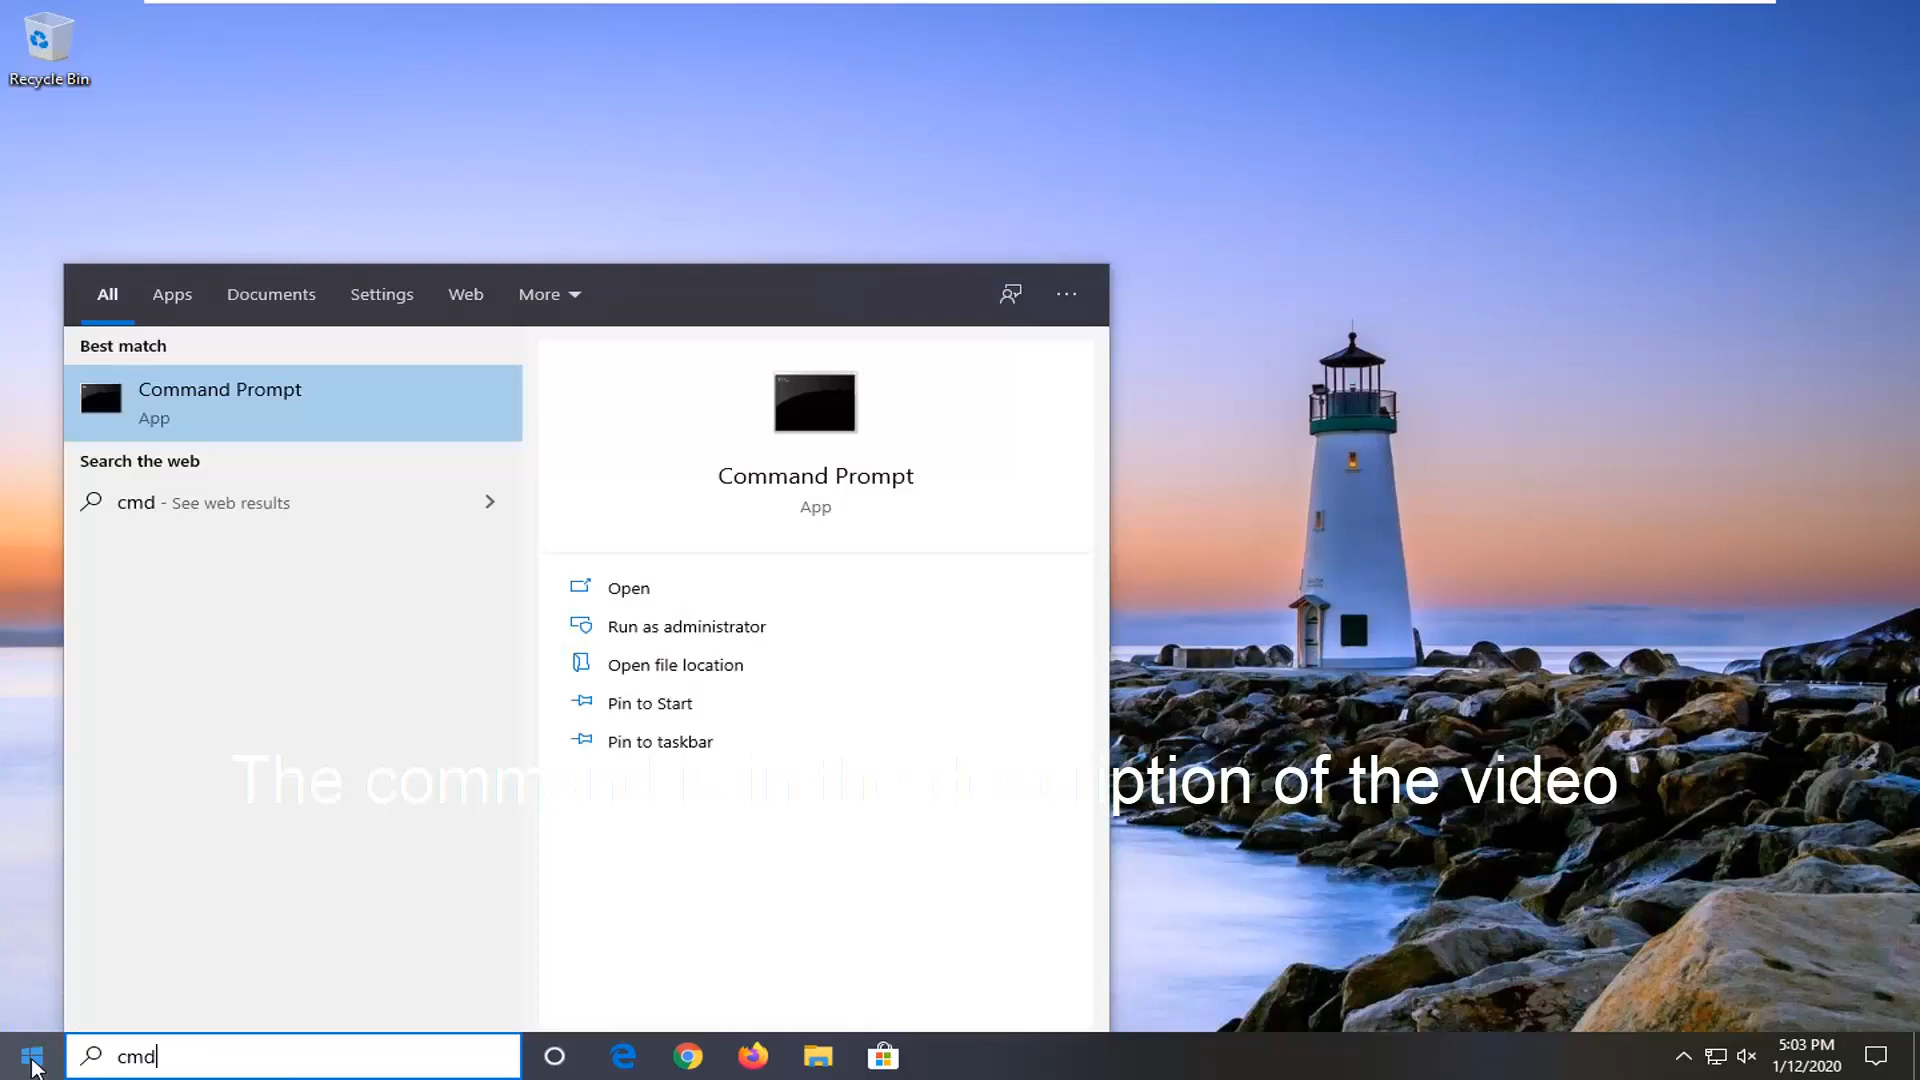 Recycle Bin
All Apps Documents Settings Web More
Best match
Command Prompt
App
Search the web
cmd - See web results
Command Prompt
App
Open
Run as administrator
Open file location
Pin to Start
Pin to taskbar
The command is in the description of the video
cmd
5:03 PM
1/12/2020